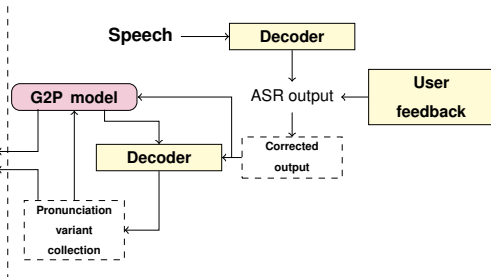 Speech
Decoder
G2P model
ASR output
User
feedback
Decoder
Corrected
output
Pronunciation
variant
collection